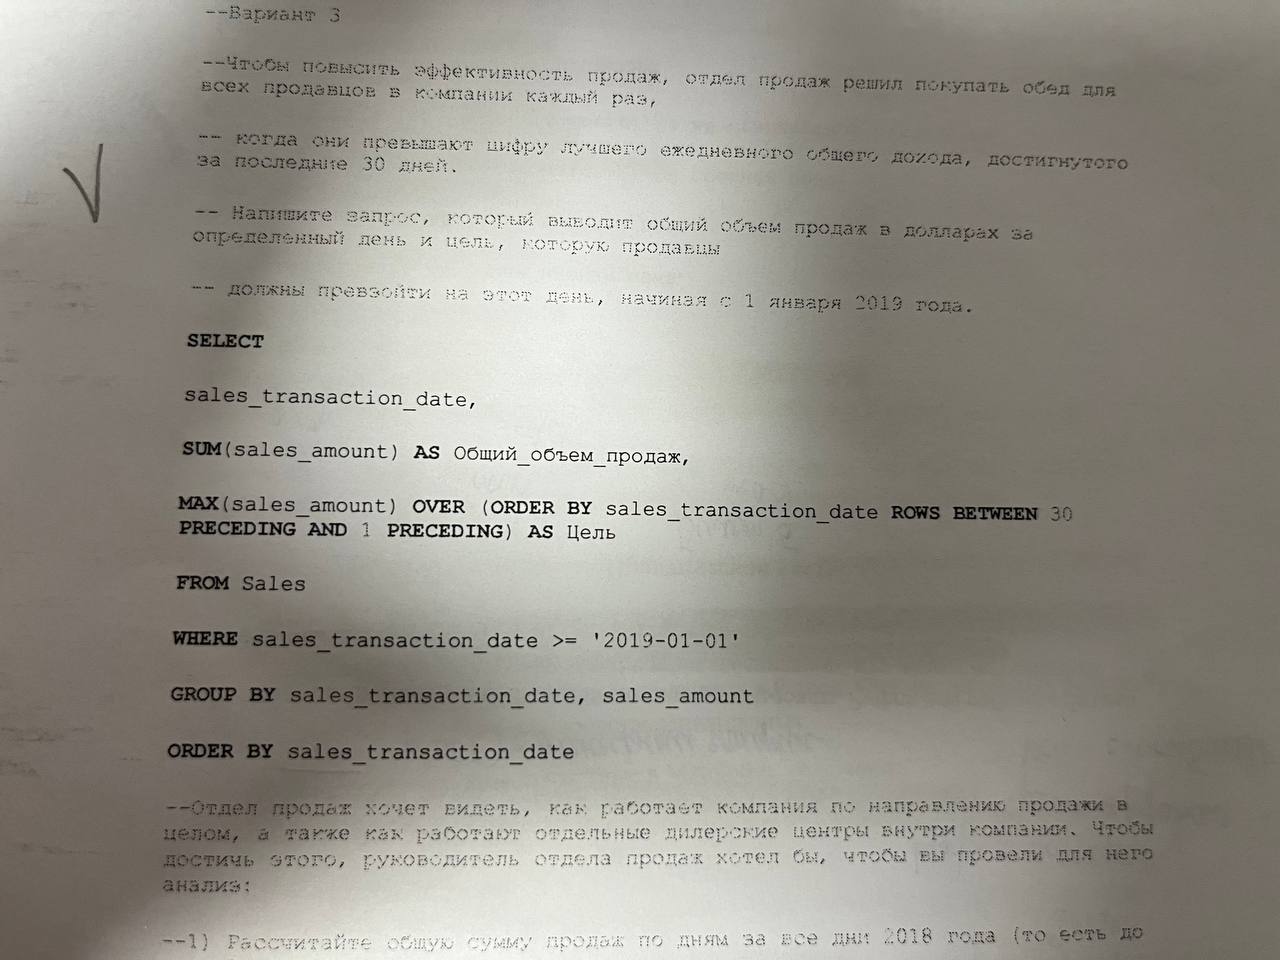 --Вариант 3
--Чтобы повысить эффективность продаж, отдел продаж решил покупать обед для
всех продавцов в компании каждый раз,
-- когда они превышают цифру лучшего ежедневного общего дохода, достигнутого
за последние 30 дней.
-- Напишите запрос, который выводит общий объем продаж в долларах за
определенный день и цель, которую продавцы
-- должны превзойти на этот день, начиная с 1 января 2019 года.
SELECT
sales_transaction_date,
SUM(sales_amount) AS Общий_объем_продаж,
MAX(sales_amount) OVER (ORDER BY sales_transaction_date ROWS BETWEEN 30
PRECEDING AND 1 PRECEDING) AS Цель
FROM Sales
WHERE sales_transaction_date >= '2019-01-01'
GROUP BY sales_transaction_date, sales_amount
ORDER BY sales_transaction_date
--Отдел продаж хочет видеть, как работает компания по направлению продажи в
целом, а также как работают отдельные дилерские центры внутри компании. Чтобы
достичь этого, руководитель отдела продаж хотел бы, чтобы вы провели для него
анализ:
--1) Рассчитайте общую сумму продаж по дням за все дни 2018 года (то есть до